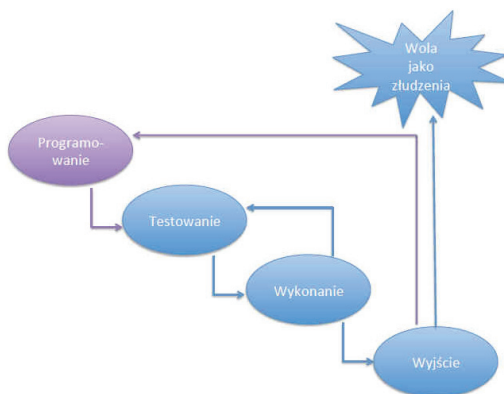 Wola
jako
złudzenia
Programo-
wanie
Testowanie
Wykonanie
Wyjście